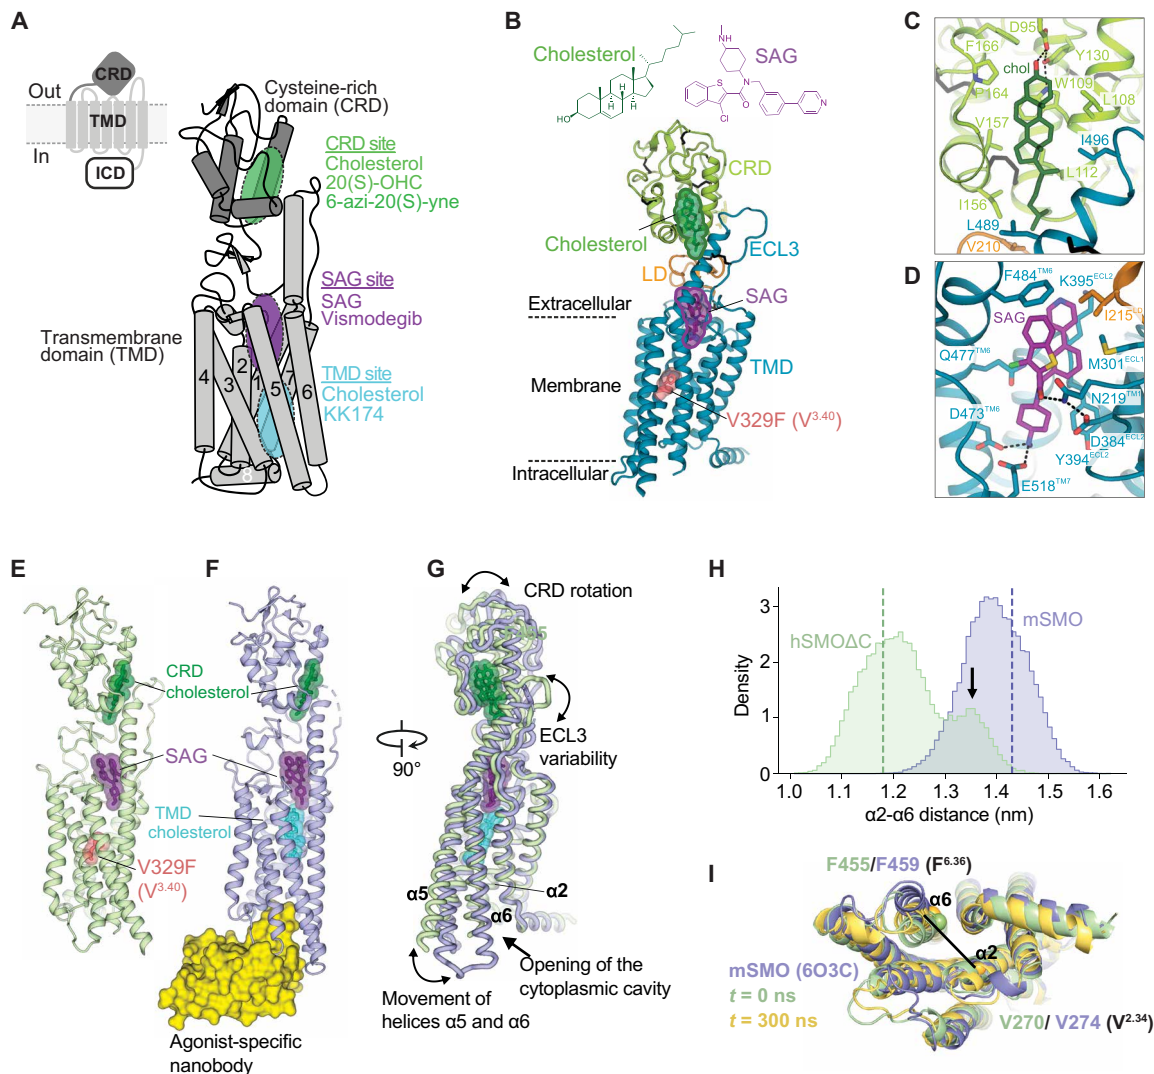 A
Out
CRD
TMD
In
ICD
Cysteine-rich
domain (CRD)
CRD site
Cholesterol
20(S)-OHC
6-azi-20(S)-yne
SAG site
SAG
Vismodegib
Transmembrane
domain (TMD)
TMD site
Cholesterol
KK174
4
3
2
1
5
7
6
8
B
Cholesterol
SAG
HO
H
H
H
NH
N
O
S
Cl
N
CRD
Cholesterol
ECL3
LD
SAG
Extracellular
TMD
Membrane
V329F (V3.40)
Intracellular
C
D95
F166
Y130
chol
P164
W109
L108
V157
I496
L112
I156
L489
V210
D
F484TM6
K395ECL2
SAG
I215LD
Q477TM6
M301ECL1
N219TM1
D473TM6
D384ECL2
Y394ECL2
E518TM7
E
CRD
cholesterol
SAG
TMD
cholesterol
V329F
(V3.40)
F
Agonist-specific
nanobody
G
CRD rotation
90°
ECL3
variability
α5
α2
α6
Opening of the
cytoplasmic cavity
Movement of
helices α5 and α6
H
hSMOΔC
mSMO
Density
3
2
1
0
1.0
1.1
1.2
1.3
1.4
1.5
1.6
α2-α6 distance (nm)
I
F455/F459 (F6.36)
α6
α2
mSMO (6O3C)
t = 0 ns
t = 300 ns
V270/ V274 (V2.34)